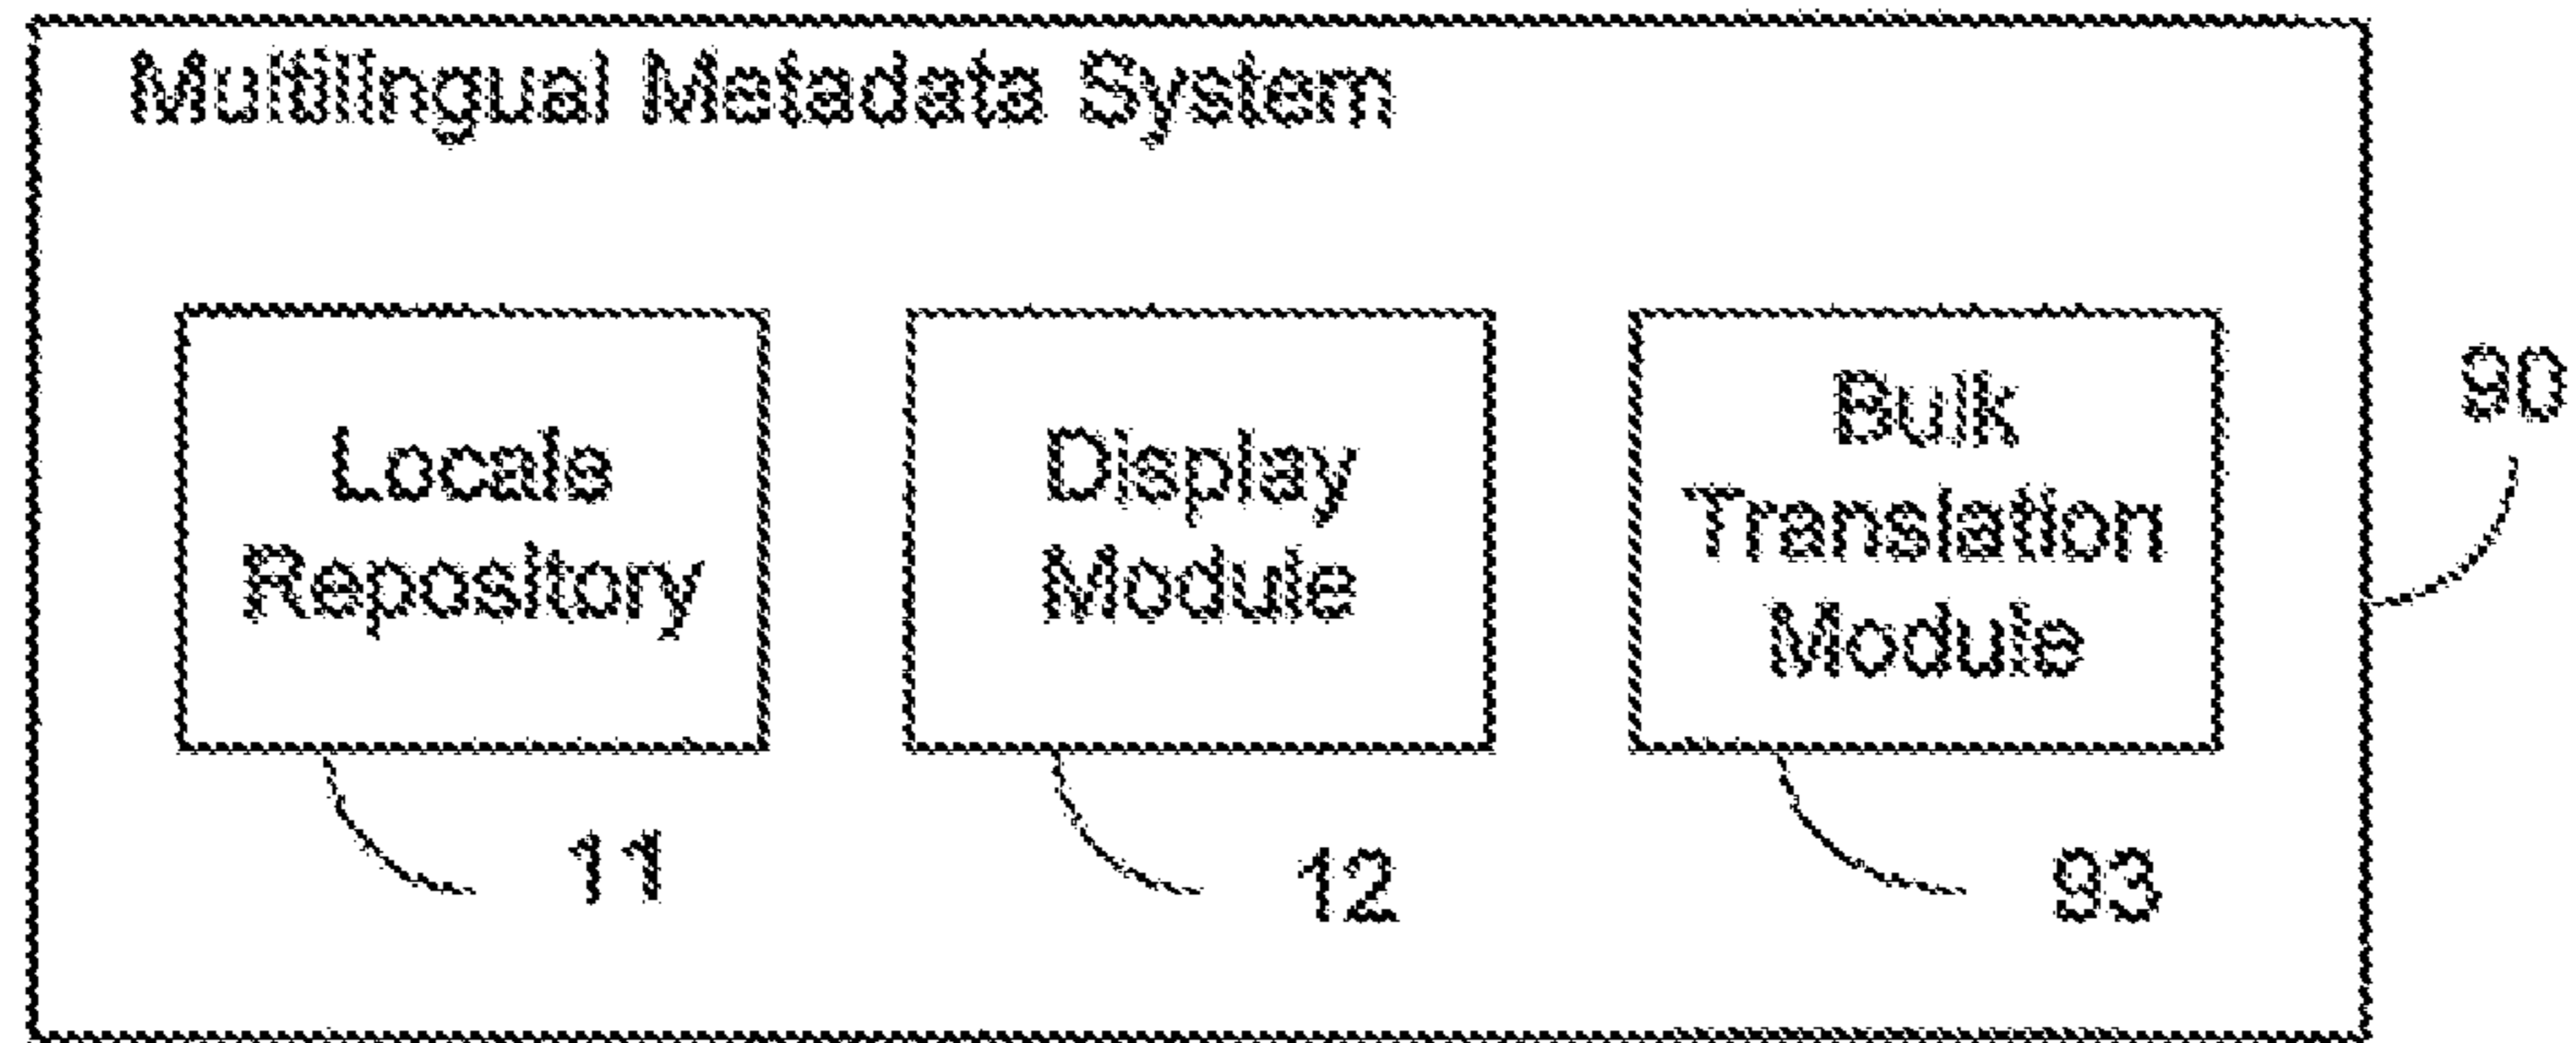 Multilingual Metadata System
Locale
Repository
Display
Module
Bulk
Translation
Module
90
11
12
93